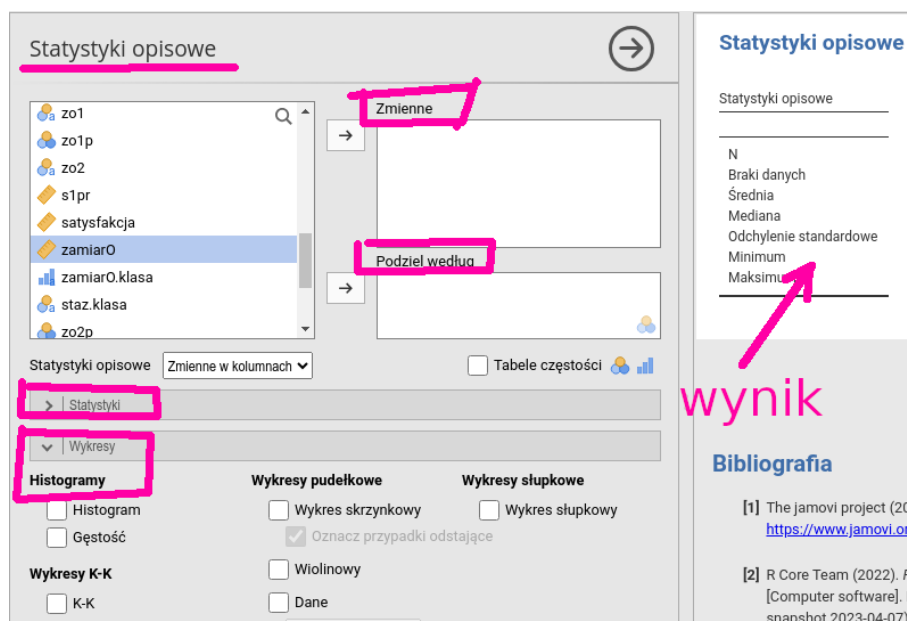 Statystyki opisowe
zo1
zo1p
zo2
s1pr
satysfakcja
zamiarO
zamiarO.klasa
staz.klasa
zo2p
Zmienne
Podziel według
Statystyki opisowe Zmienne w kolumnach
Tabele częstości
Statystyki
Wykresy
Histogramy
Histogram
Gęstość
Wykresy K-K
K-K
Wykresy pudełkowe
Wykres skrzynkowy
Oznacz przypadki odstające
Wiolinowy
Dane
Wykresy słupkowe
Wykres słupkowy
Statystyki opisowe
Statystyki opisowe
N
Braki danych
Średnia
Mediana
Odchylenie standardowe
Minimum
Maksimum
wynik
Bibliografia
[1] The jamovi project (20
https://www.jamovi.or
[2] R Core Team (2022).
[Computer software].
snapshot 2023-04-07)